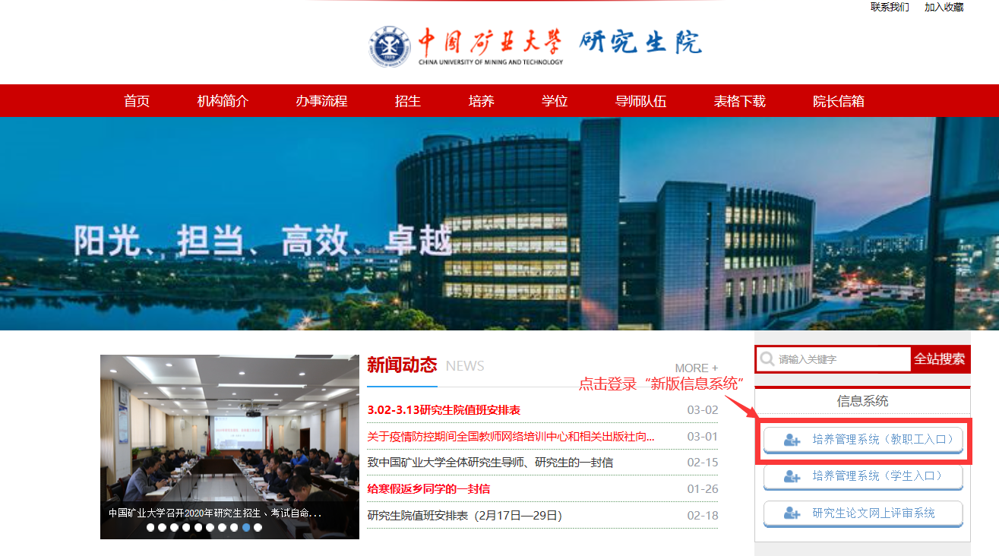 联系我们 加入收藏
中国矿业大学 研究生院
CHINA UNIVERSITY OF MINING AND TECHNOLOGY
首页 机构简介 办事流程 招生 培养 学位 导师队伍 表格下载 院长信箱
阳光、担当、高效、卓越
中国矿业大学召开2020年研究生招生、考试自命...
新闻动态 NEWS
MORE +
3.02-3.13研究生院值班安排表 03-02
关于疫情防控期间全国教师网络培训中心和相关出版社向... 03-01
致中国矿业大学全体研究生导师、研究生的一封信 02-15
给寒假返乡同学的一封信 01-26
研究生院值班安排表（2月17日—29日） 02-18
请输入关键字 全站搜索
点击登录“新版信息系统”
信息系统
培养管理系统（教职工入口）
培养管理系统（学生入口）
研究生论文网上评审系统